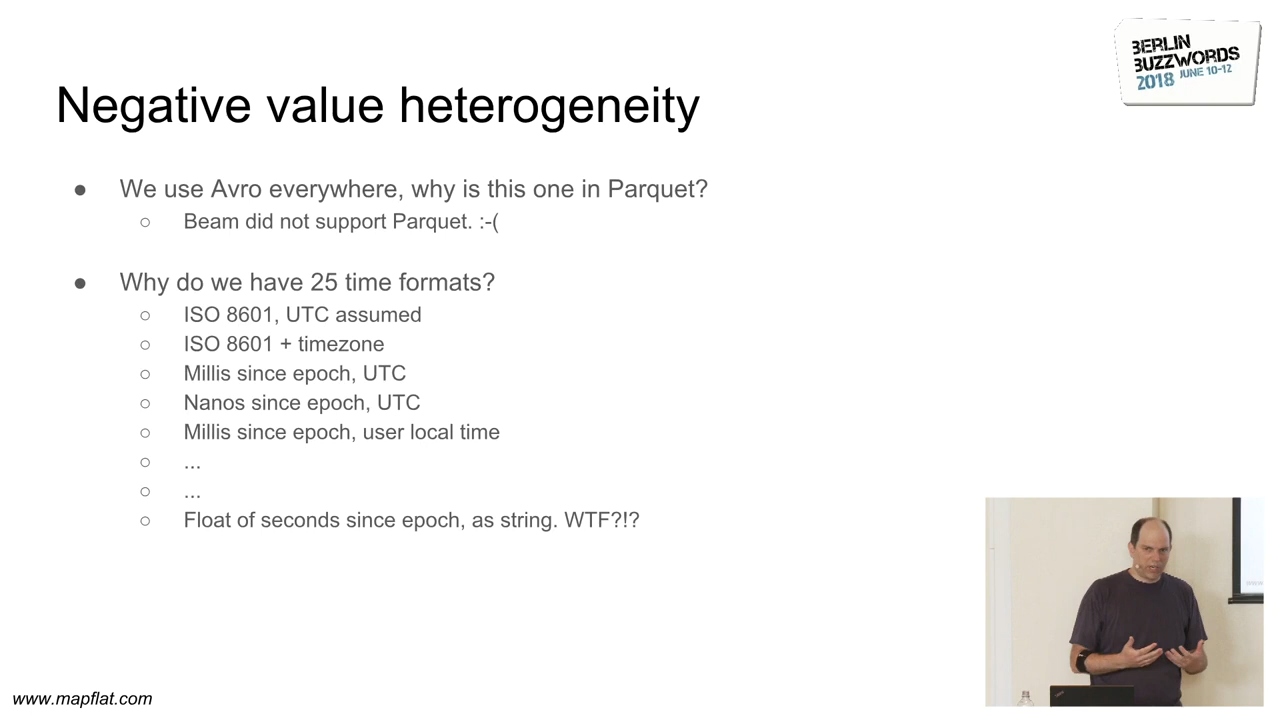 BERLIN
BUZZWORDS
2018 JUNE 10-12
Negative value heterogeneity
● We use Avro everywhere, why is this one in Parquet?
○ Beam did not support Parquet. :-(
● Why do we have 25 time formats?
○ ISO 8601, UTC assumed
○ ISO 8601 + timezone
○ Millis since epoch, UTC
○ Nanos since epoch, UTC
○ Millis since epoch, user local time
○ ...
○ ...
○ Float of seconds since epoch, as string. WTF?!?
www.mapflat.com